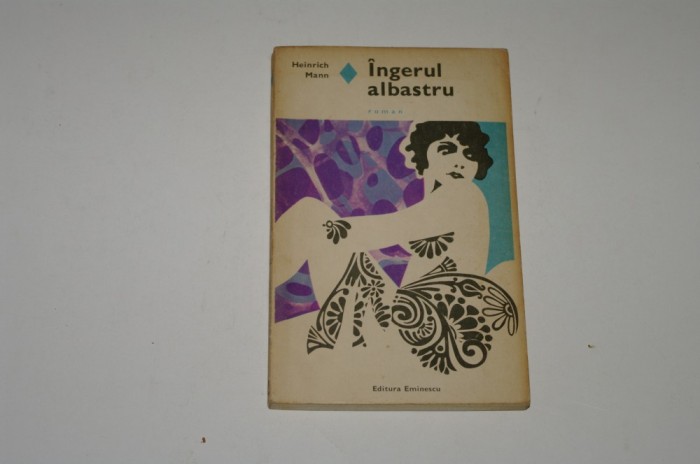 Heinrich
Mann
Îngerul
albastru
roman
Editura Eminescu